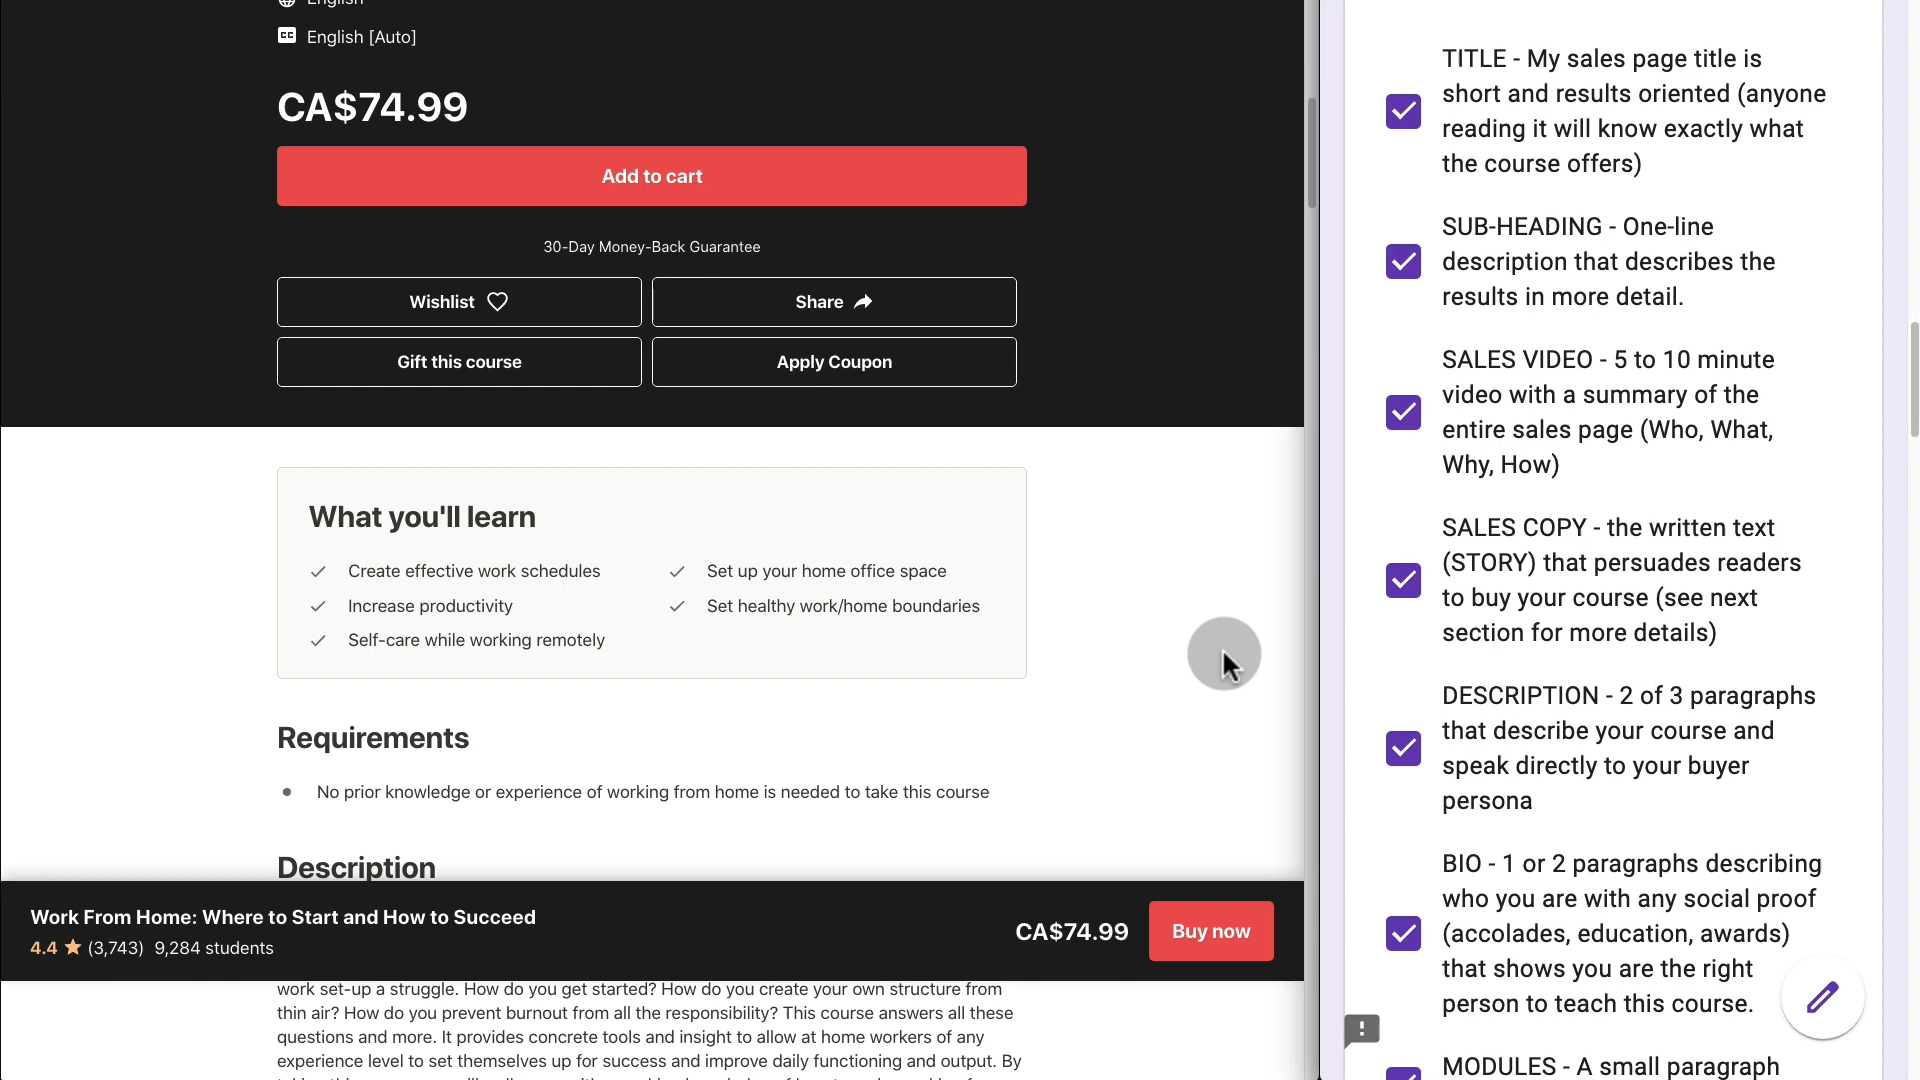 English
English [Auto]
CA$74.99
Add to cart
30-Day Money-Back Guarantee
Wishlist
Share
Gift this course
Apply Coupon
What you'll learn
Create effective work schedules
Set up your home office space
Increase productivity
Set healthy work/home boundaries
Self-care while working remotely
Requirements
No prior knowledge or experience of working from home is needed to take this course
Description
Work From Home: Where to Start and How to Succeed
4.4 (3,743) 9,284 students
CA$74.99
Buy now
work set-up a struggle. How do you get started? How do you create your own structure from
thin air? How do you prevent burnout from all the responsibility? This course answers all these
questions and more. It provides concrete tools and insight to allow at home workers of any
experience level to set themselves up for success and improve daily functioning and output. By
TITLE - My sales page title is
short and results oriented (anyone
reading it will know exactly what
the course offers)
SUB-HEADING - One-line
description that describes the
results in more detail.
SALES VIDEO - 5 to 10 minute
video with a summary of the
entire sales page (Who, What,
Why, How)
SALES COPY - the written text
(STORY) that persuades readers
to buy your course (see next
section for more details)
DESCRIPTION - 2 of 3 paragraphs
that describe your course and
speak directly to your buyer
persona
BIO - 1 or 2 paragraphs describing
who you are with any social proof
(accolades, education, awards)
that shows you are the right
person to teach this course.
MODULES - A small paragraph